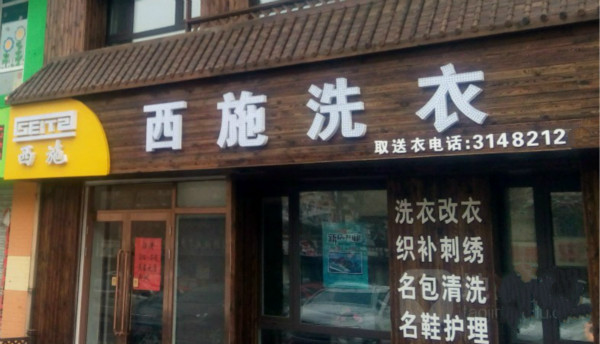 SEITZ
西施
西施洗衣
取送衣电话:3148212
洗衣改衣
织补刺绣
名包清洗
名鞋护理